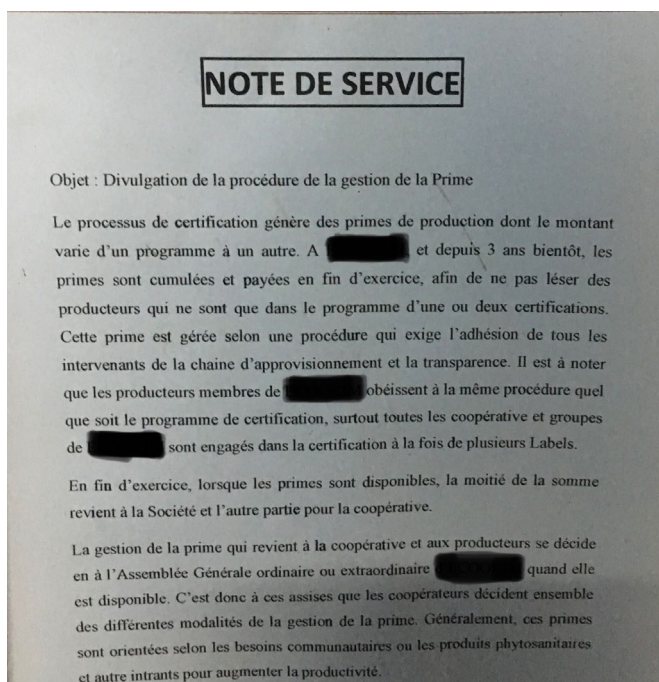 NOTE DE SERVICE
Objet : Divulgation de la procédure de la gestion de la Prime
Le processus de certification génère des primes de production dont le montant
varie d'un programme à un autre. A et depuis 3 ans bientôt, les
primes sont cumulées et payées en fin d'exercice, afin de ne pas léser des
producteurs qui ne sont que dans le programme d'une ou deux certifications.
Cette prime est gérée selon une procédure qui exige l'adhésion de tous les
intervenants de la chaine d'approvisionnement et la transparence. Il est à noter
que les producteurs membres de obéissent à la même procédure quel
que soit le programme de certification, surtout toutes les coopérative et groupes
de sont engagés dans la certification à la fois de plusieurs Labels.
En fin d'exercice, lorsque les primes sont disponibles, la moitié de la somme
revient à la Société et l'autre partie pour la coopérative.
La gestion de la prime qui revient à la coopérative et aux producteurs se décide
en à l'Assemblée Générale ordinaire ou extraordinaire quand elle
est disponible. C'est donc à ces assises que les coopérateurs décident ensemble
des différentes modalités de la gestion de la prime. Généralement, ces primes
sont orientées selon les besoins communautaires ou les produits phytosanitaires
et autre intrants pour augmenter la productivité.